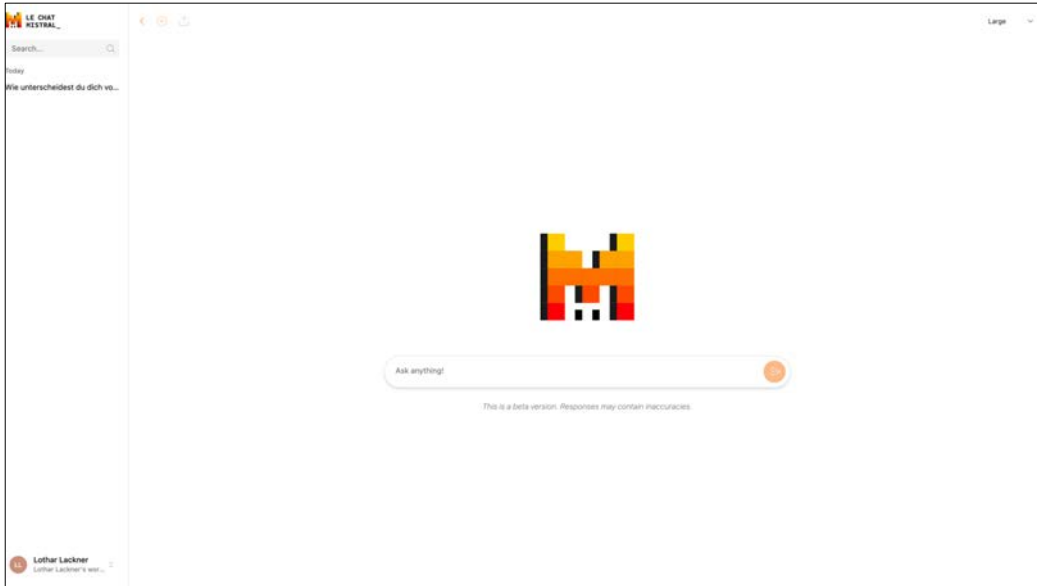 LE CHAT
MISTRAL_
Large
Search...
Today
Wie unterscheidest du dich vo...
Ask anything!
This is a beta version. Responses may contain inaccuracies.
LL
Lothar Lackner
Lothar Lackner's wor...